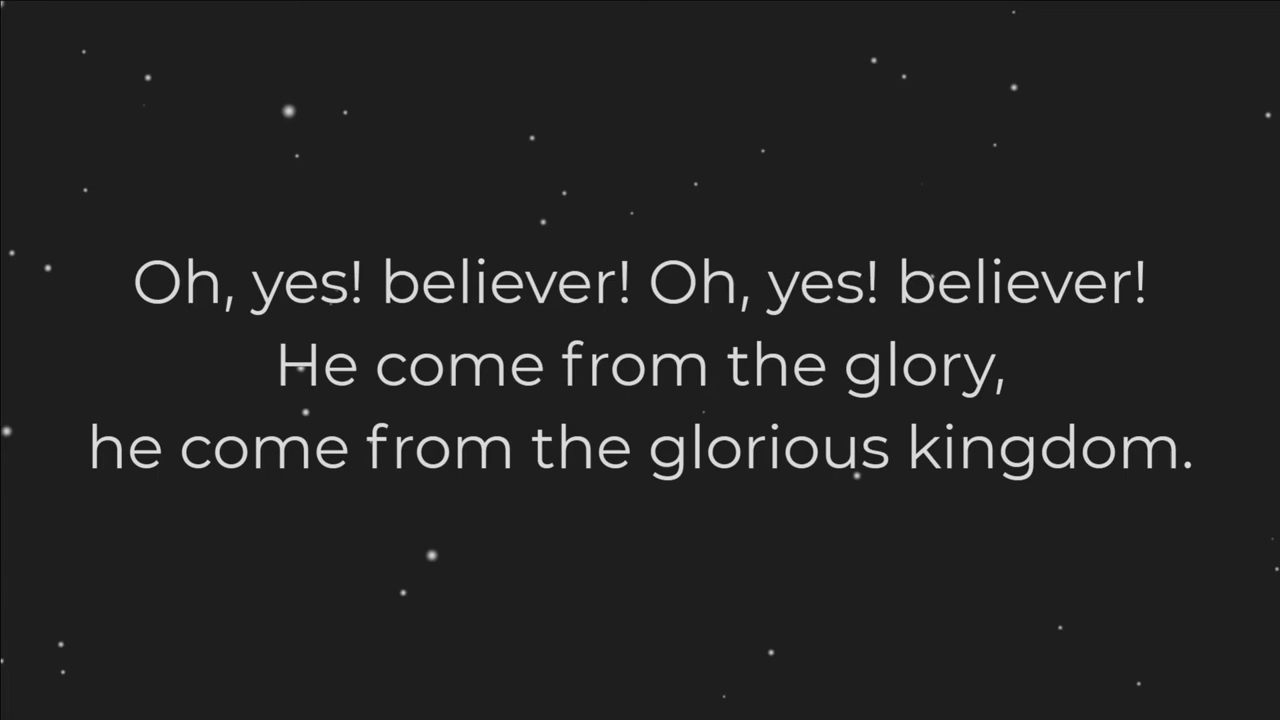 Oh, yes! believer! Oh, yes! believer!
He come from the glory,
he come from the glorious kingdom.